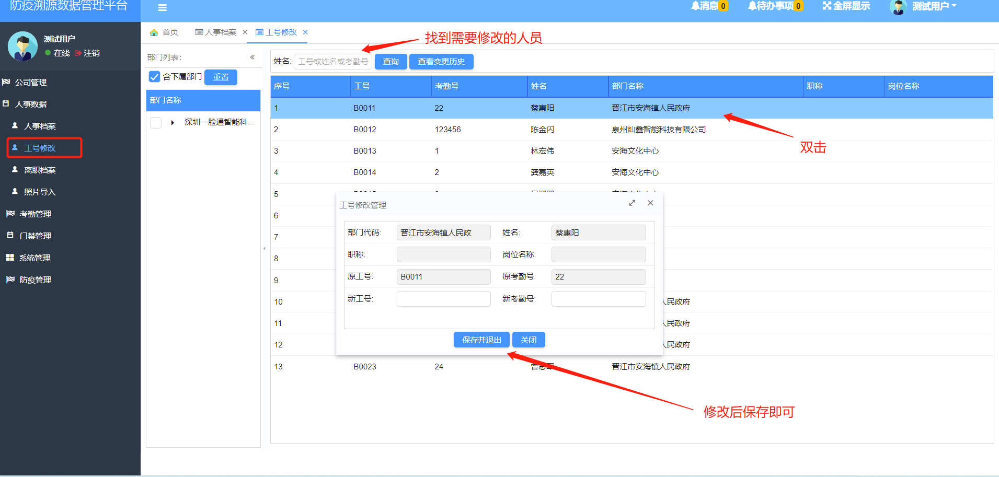 防疫溯源数据管理平台
消息 0
待办事项 0
全屏显示
测试用户
测试用户
在线 注销
公司管理
人事数据
人事档案
工号修改
离职档案
照片导入
考勤管理
门禁管理
系统管理
防疫管理
首页
人事档案
工号修改
部门列表:
含下属部门 重置
部门名称
深圳一脸通智能科...
姓名: 工号或姓名或考勤号 查询 查看变更历史
找到需要修改的人员
序号 工号 考勤号 姓名 部门名称 职称 岗位名称
1 B0011 22 蔡惠阳 晋江市安海镇人民政府
2 B0012 123456 陈金闪 泉州灿鑫智能科技有限公司
3 B0013 1 林宏伟 安海文化中心
4 B0014 2 龚嘉英 安海文化中心
5
6
7
8
9
10 人民政府
11 人民政府
12 人民政府
13 B0023 24 曾志军 晋江市安海镇人民政府
双击
工号修改管理
部门代码: 晋江市安海镇人民政 姓名: 蔡惠阳
职称: 岗位名称:
原工号: B0011 原考勤号: 22
新工号: 新考勤号:
保存并退出 关闭
修改后保存即可